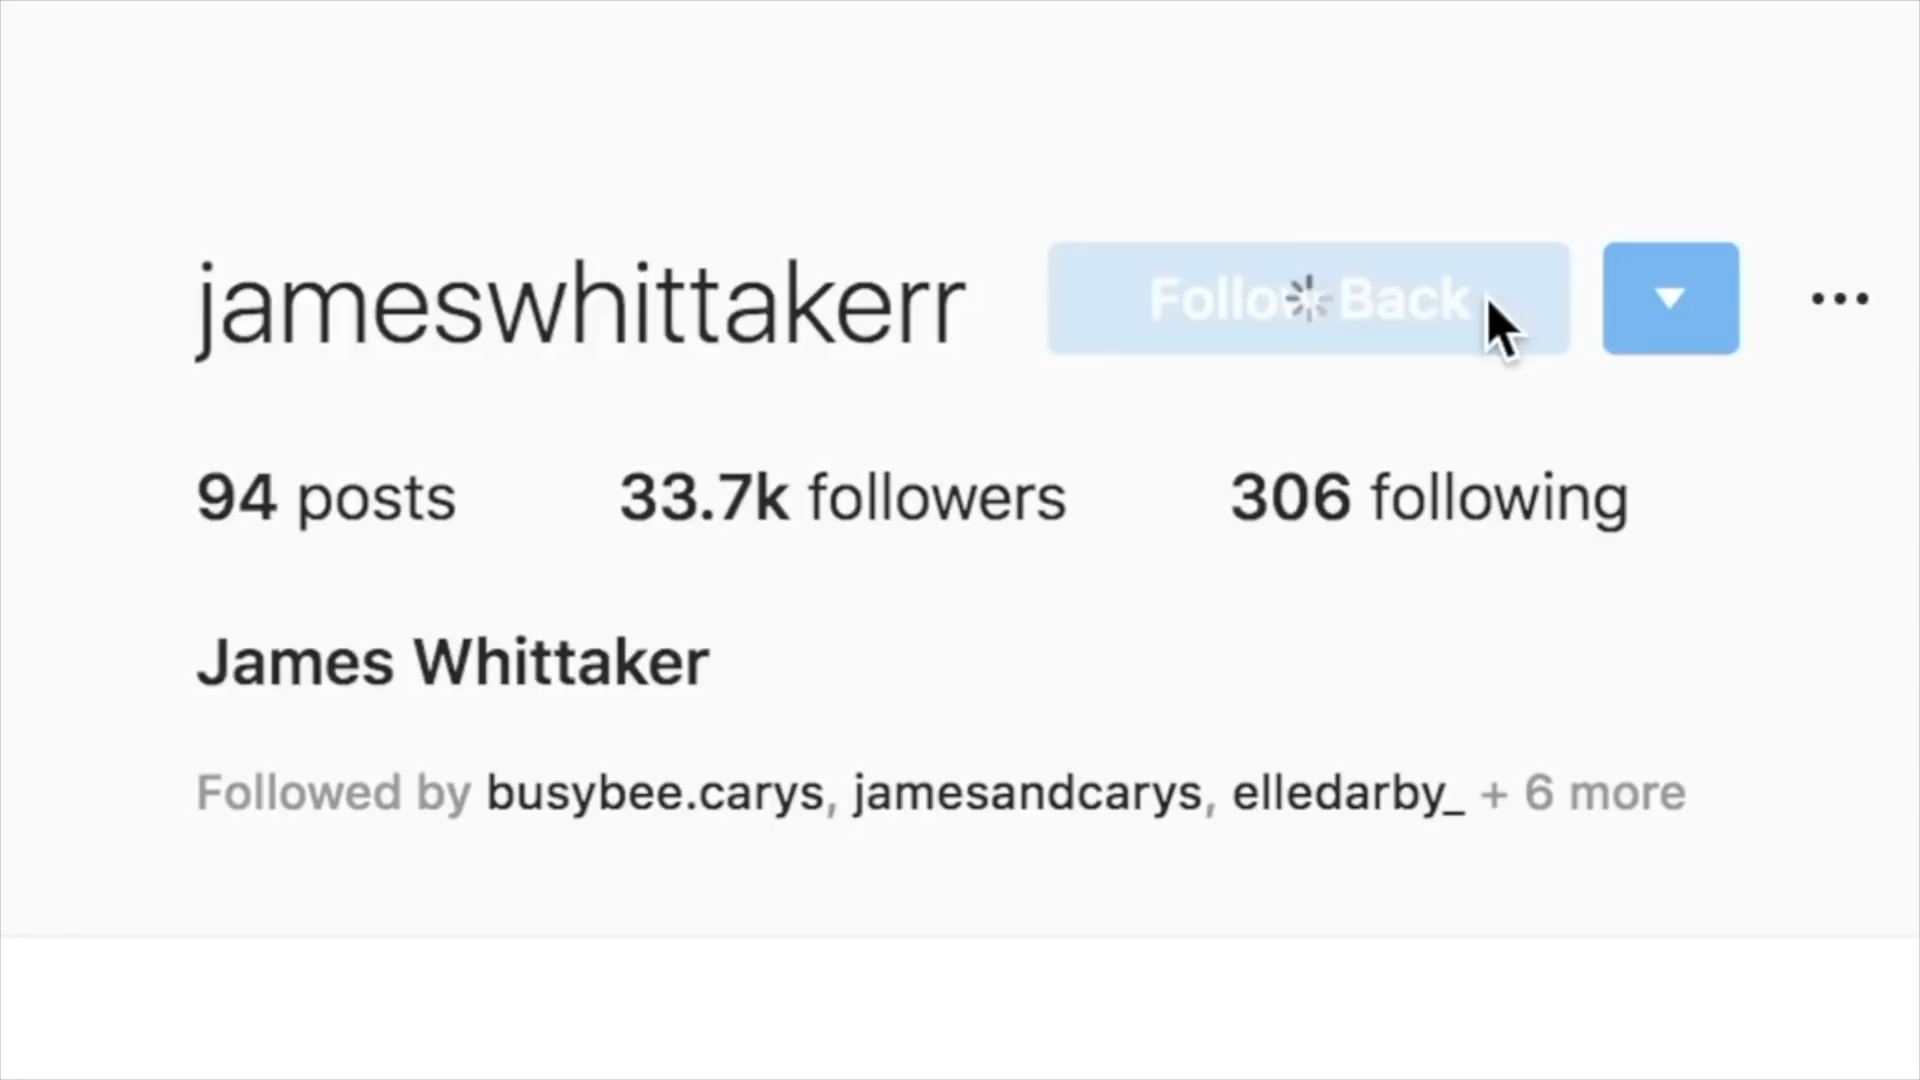 jameswhittakerr Follow Back
94 posts 33.7k followers 306 following
James Whittaker
Followed by busybee.carys, jamesandcarys, elledarby_ + 6 more